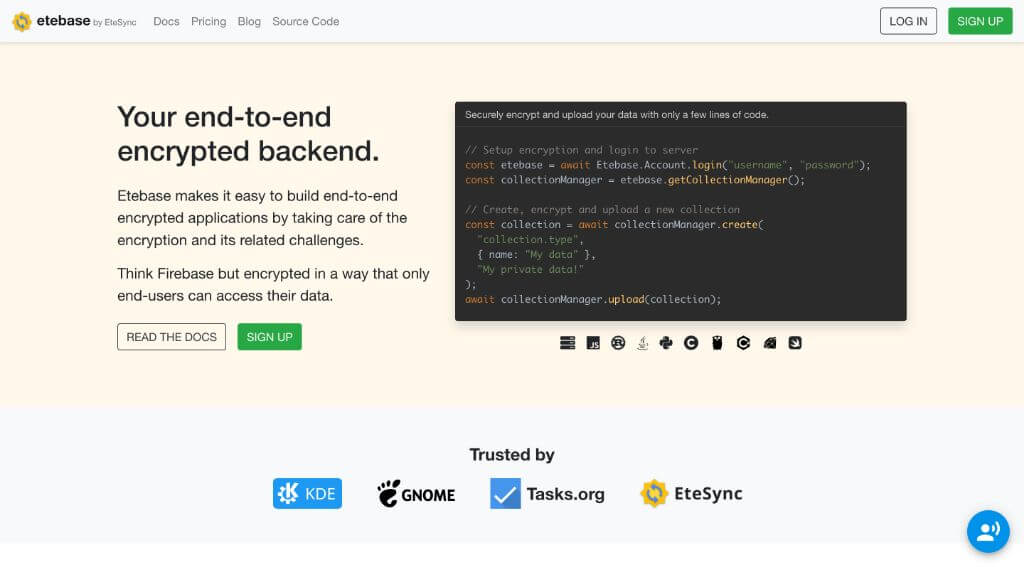 etebase by EteSync Docs Pricing Blog Source Code LOG IN SIGN UP
Your end-to-end
encrypted backend.
Etebase makes it easy to build end-to-end
encrypted applications by taking care of the
encryption and its related challenges.
Think Firebase but encrypted in a way that only
end-users can access their data.
READ THE DOCS SIGN UP
Securely encrypt and upload your data with only a few lines of code.
// Setup encryption and login to server
const etebase = await Etebase.Account.login("username", "password");
const collectionManager = etebase.getCollectionManager();
// Create, encrypt and upload a new collection
const collection = await collectionManager.create(
"collection.type",
{ name: "My data" },
"My private data!"
);
await collectionManager.upload(collection);
JS
Trusted by
KDE GNOME Tasks.org EteSync